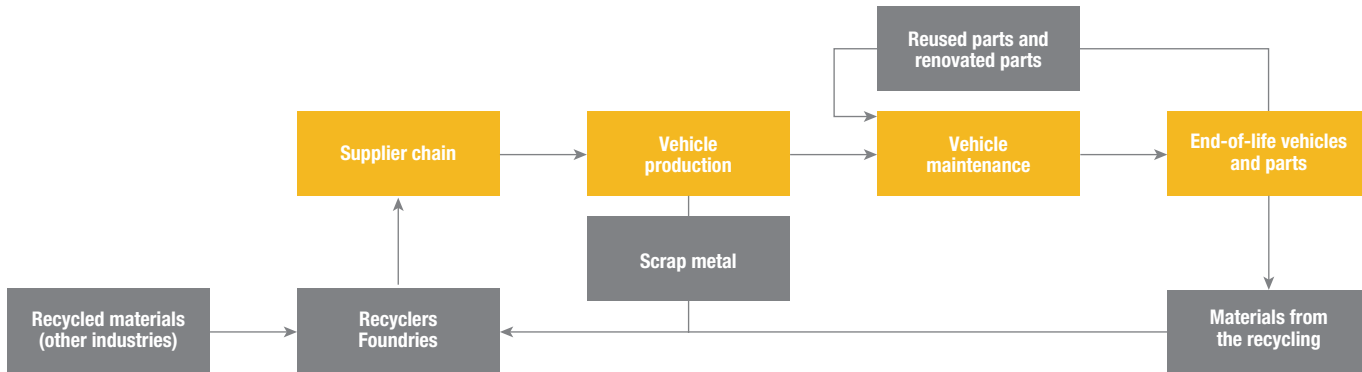 Reused parts and
renovated parts
Supplier chain
Vehicle
production
Vehicle
maintenance
End-of-life vehicles
and parts
Scrap metal
Recycled materials
(other industries)
Recyclers
Foundries
Materials from
the recycling